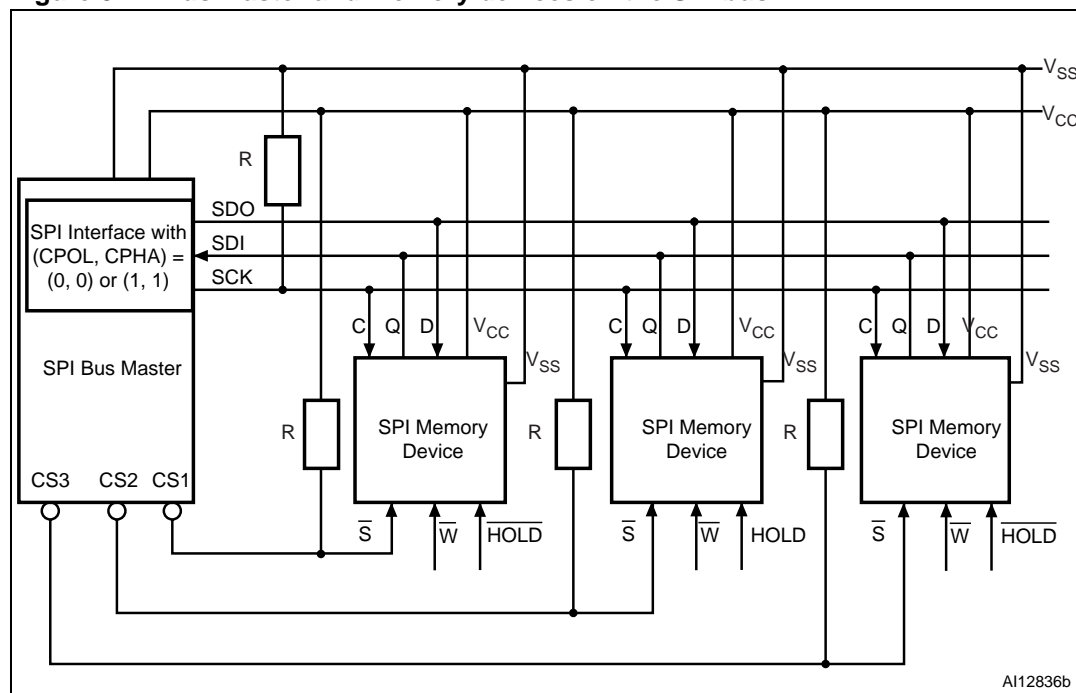 VSS
VCC
R
SDO
SPI Interface with
(CPOL, CPHA) =
(0, 0) or (1, 1)
SDI
SCK
C Q D VCC VSS
C Q D VCC VSS
C Q D VCC VSS
SPI Bus Master
R
SPI Memory
Device
R
SPI Memory
Device
R
SPI Memory
Device
CS3 CS2 CS1
S̅ W̅ H̅O̅L̅D̅
S̅ W̅ HOLD
S̅ W̅ H̅O̅L̅D̅
AI12836b